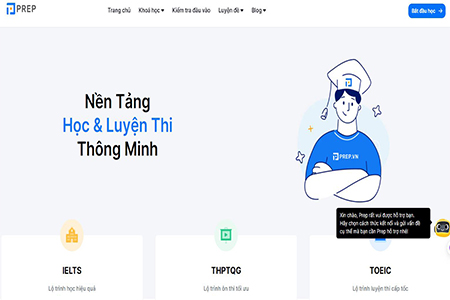 PREP
Trang chủ Khoá học Kiểm tra đầu vào Luyện đề Blog
Bắt đầu học →
Nền Tảng
Học & Luyện Thi
Thông Minh
PREP.VN
Xin chào, Prep rất vui được hỗ trợ bạn.
Hãy chọn cách thức kết nối và gửi vấn đề
cụ thể mà bạn cần Prep hỗ trợ nhé!
IELTS
THPTQG
TOEIC
Lộ trình học hiệu quả
Lộ trình ôn thi tối ưu
Lộ trình luyện thi cấp tốc